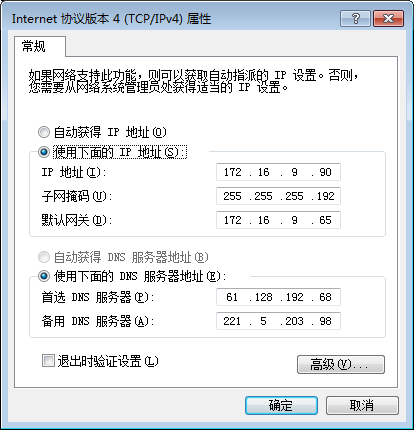 Internet 协议版本 4 (TCP/IPv4) 属性
常规
如果网络支持此功能，则可以获取自动指派的 IP 设置。否则，
您需要从网络系统管理员处获得适当的 IP 设置。
自动获得 IP 地址(O)
使用下面的 IP 地址(S):
IP 地址(I): 172 . 16 . 9 . 90
子网掩码(U): 255 .255 .255 .192
默认网关(D): 172 . 16 . 9 . 65
自动获得 DNS 服务器地址(B)
使用下面的 DNS 服务器地址(E):
首选 DNS 服务器(P): 61 .128 .192 . 68
备用 DNS 服务器(A): 221 . 5 .203 . 98
退出时验证设置(L)
高级(V)...
确定 取消